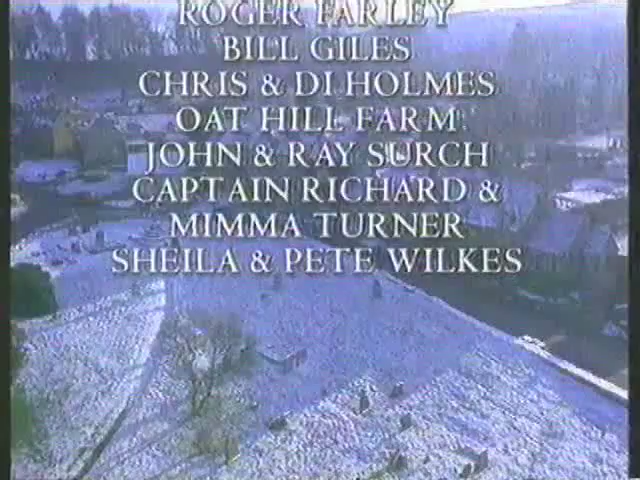 ROGER FARLEY
BILL GILES
CHRIS & DI HOLMES
OAT HILL FARM
JOHN & RAY SURCH
CAPTAIN RICHARD &
MIMMA TURNER
SHEILA & PETE WILKES